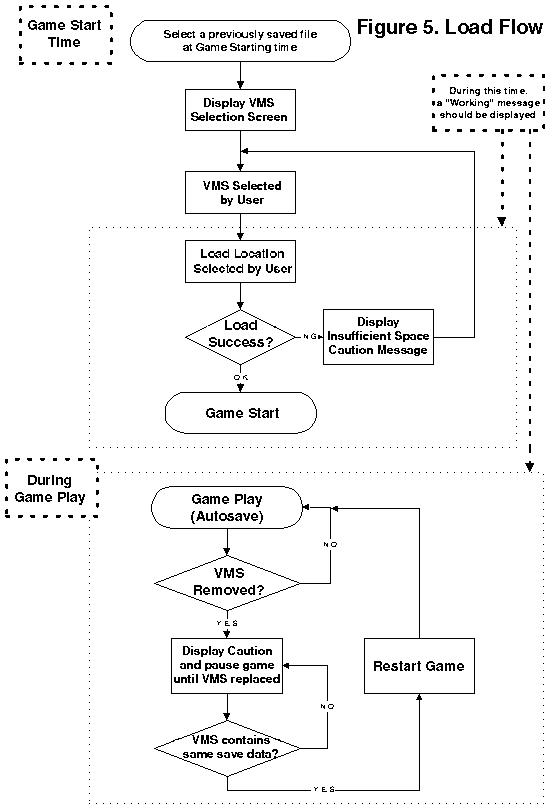 Game Start
Time
Select a previously saved file
at Game Starting time
Figure 5. Load Flow
During this time,
a "Working" message
should be displayed
Display VMS
Selection Screen
VMS Selected
by User
Load Location
Selected by User
Load
Success?
NG
Display
Insufficient Space
Caution Message
OK
Game Start
During
Game Play
Game Play
(Autosave)
NO
VMS
Removed?
YES
Display Caution
and pause game
until VMS replaced
Restart Game
NO
VMS contains
same save data?
YES